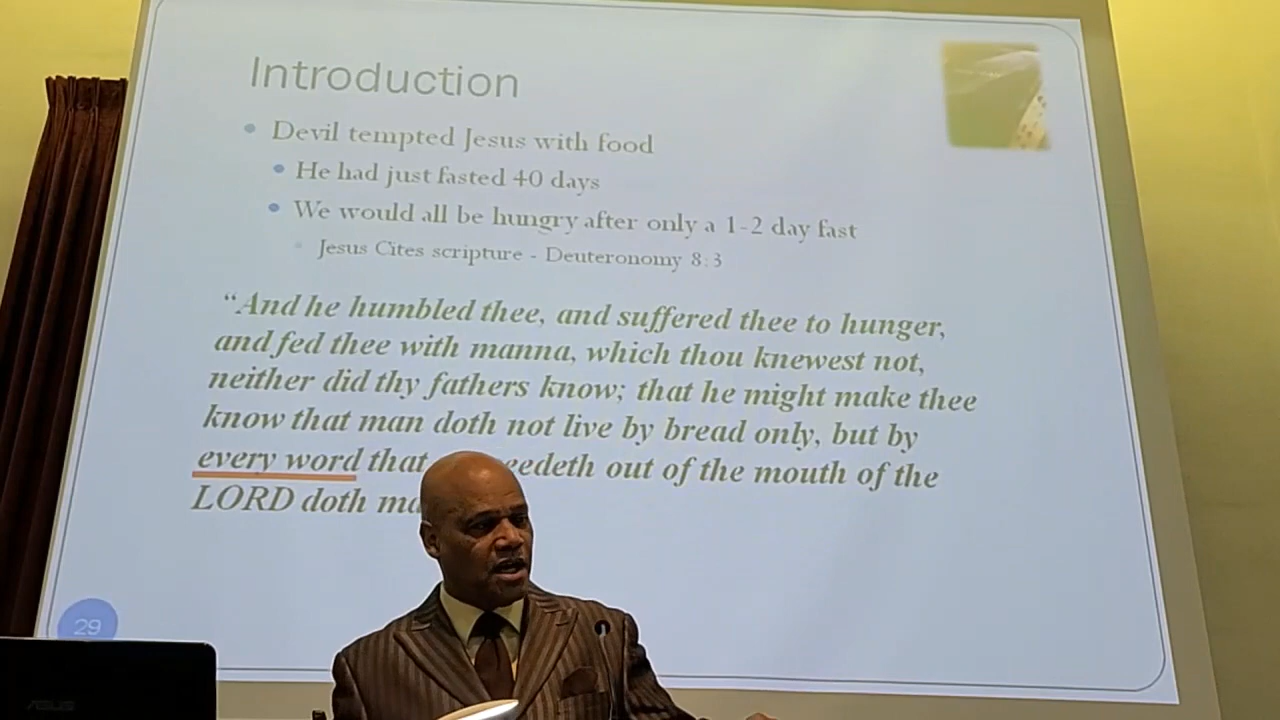 Introduction
Devil tempted Jesus with food
He had just fasted 40 days
We would all be hungry after only a 1-2 day fast
Jesus Cites scripture - Deuteronomy 8:3
“And he humbled thee, and suffered thee to hunger,
and fed thee with manna, which thou knewest not,
neither did thy fathers know; that he might make thee
know that man doth not live by bread only, but by
every word that eedeth out of the mouth of the
LORD doth
29
ASUS